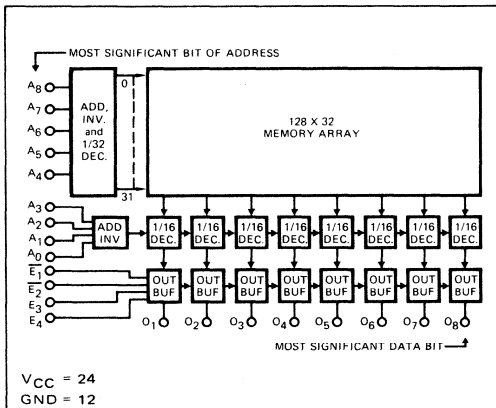 MOST SIGNIFICANT BIT OF ADDRESS
A8
A7
A6
A5
A4
ADD,
INV.
and
1/32
DEC.
0
31
128 X 32
MEMORY ARRAY
A3
A2
A1
A0
ADD
INV
1/16
DEC.
1/16
DEC.
1/16
DEC.
1/16
DEC.
1/16
DEC.
1/16
DEC.
1/16
DEC.
1/16
DEC.
E1
E2
E3
E4
OUT
BUF
OUT
BUF
OUT
BUF
OUT
BUF
OUT
BUF
OUT
BUF
OUT
BUF
OUT
BUF
O1 O2 O3 O4 O5 O6 O7 O8
MOST SIGNIFICANT DATA BIT
VCC = 24
GND = 12